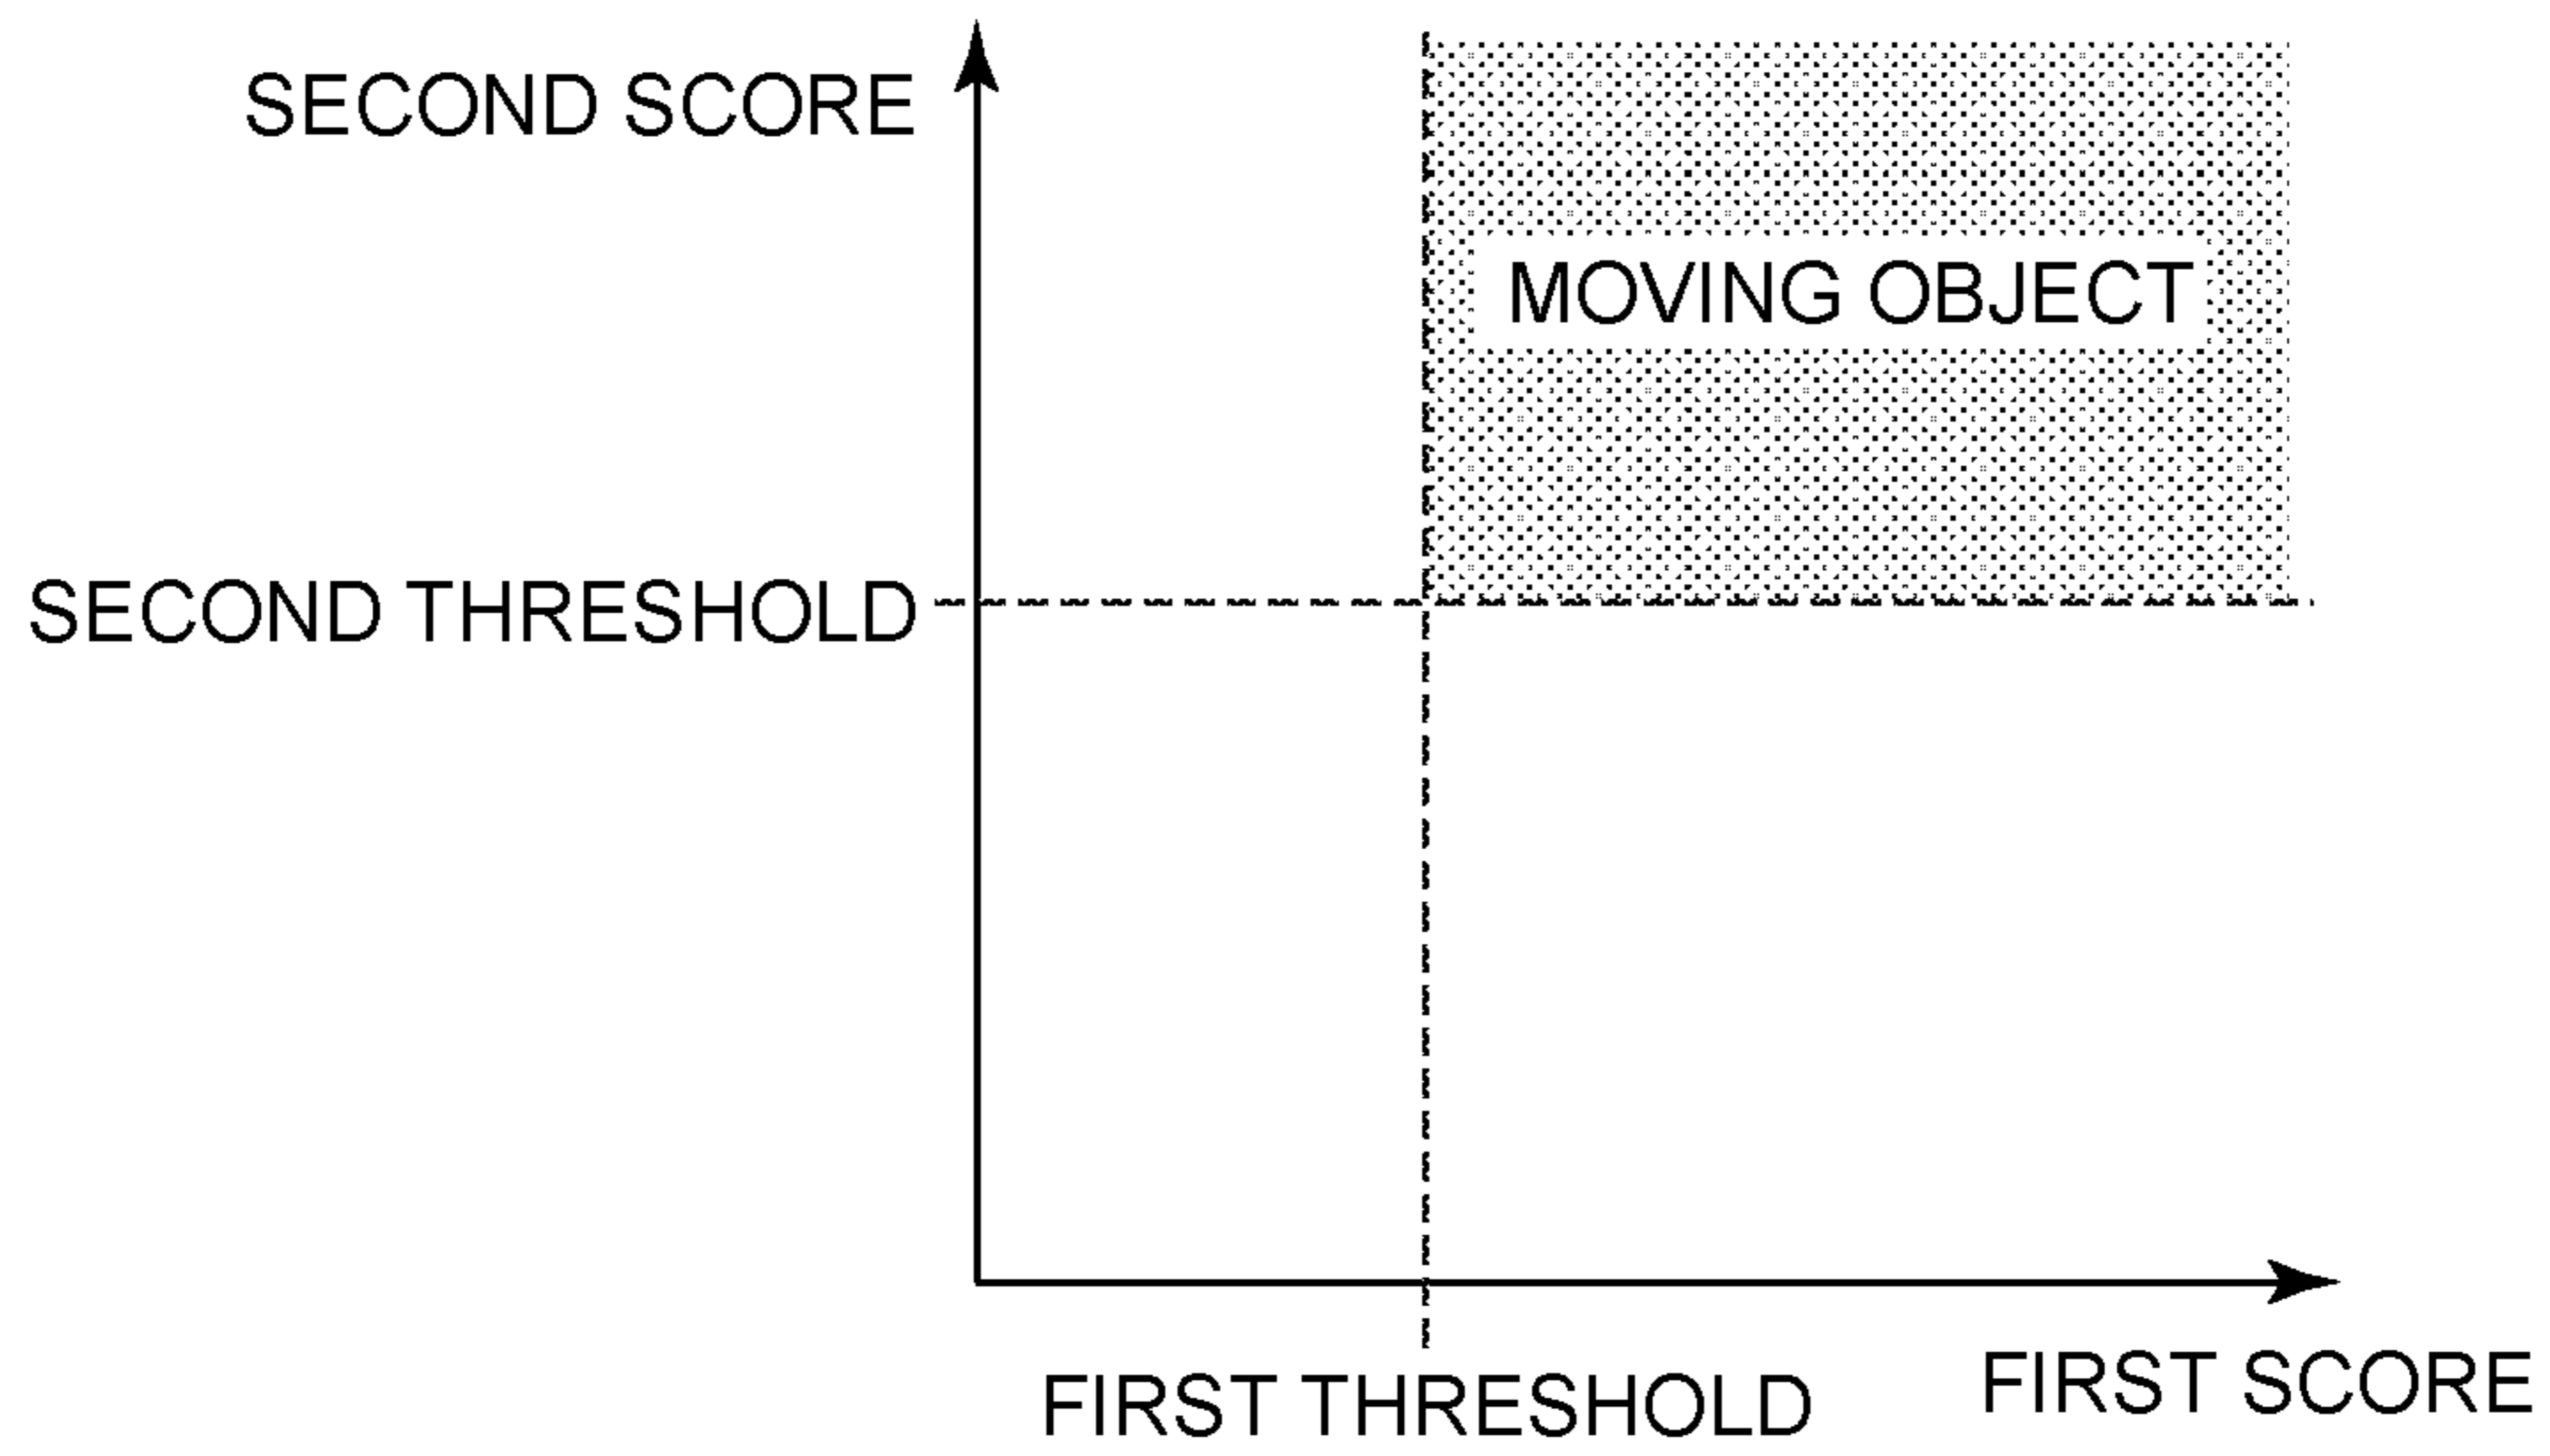 SECOND SCORE
MOVING OBJECT
SECOND THRESHOLD
FIRST THRESHOLD
FIRST SCORE